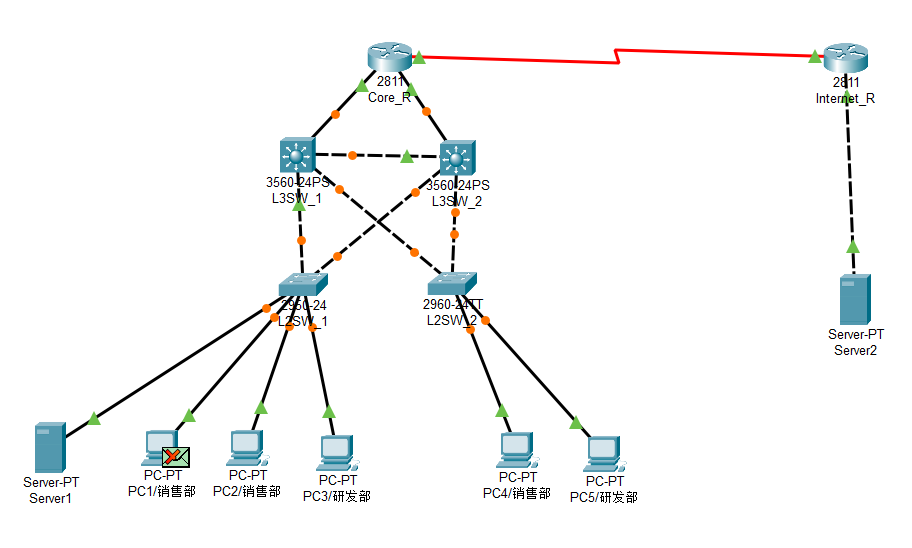 2811
Core_R
2811
Internet_R
3560-24PS
L3SW_1
3560-24PS
L3SW_2
2950-24
L2SW_1
2960-24TT
L2SW_2
Server-PT
Server2
Server-PT
Server1
PC-PT
PC1/销售部
PC-PT
PC2/销售部
PC-PT
PC3/研发部
PC-PT
PC4/销售部
PC-PT
PC5/研发部